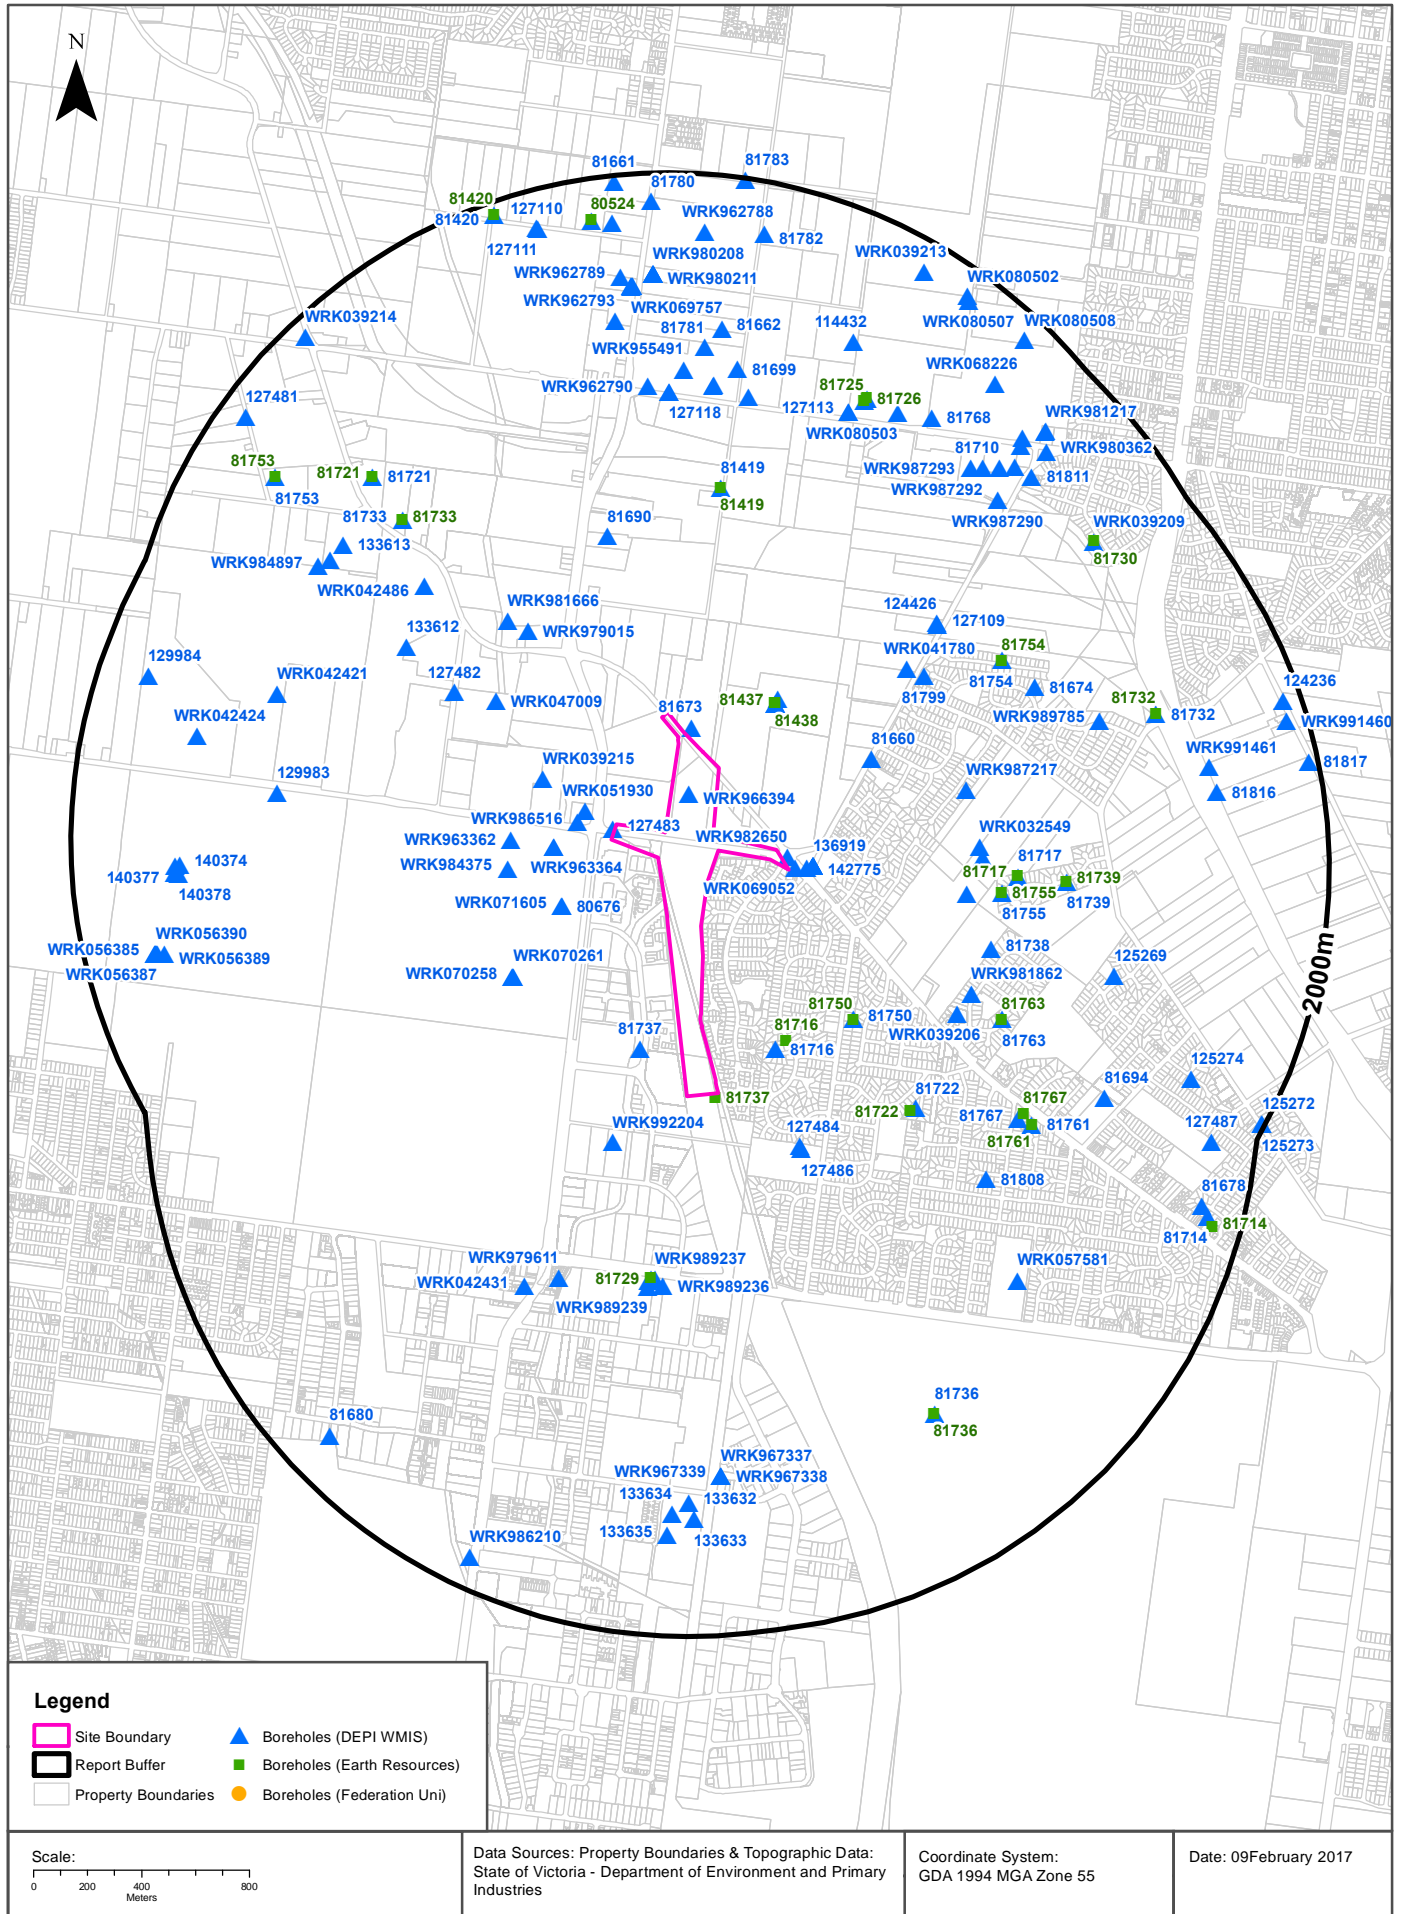 N
81661
81783
81780
81420
80524
127110
81420
WRK962788
127111
81782
WRK980208
WRK039213
WRK962789
WRK980211
WRK080502
WRK962793
WRK069757
WRK039214
WRK080507
WRK080508
81781
81662
114432
WRK955491
WRK068226
81699
WRK962790
81725
127481
81726
127118
127113
WRK981217
81768
WRK080503
81710
WRK980362
81753
81721
81721
81419
WRK987293
81811
81753
WRK987292
81419
81733
81733
81690
WRK987290
WRK039209
133613
81730
WRK984897
WRK042486
WRK981666
124426
133612
WRK979015
127109
WRK041780
81754
129984
WRK042421
127482
81754
81799
81674
124236
81437
81732
WRK047009
81673
WRK042424
81438
WRK989785
81732
WRK991460
81660
WRK991461
81817
129983
WRK039215
WRK987217
WRK051930
WRK966394
81816
WRK986516
127483
WRK982650
WRK963362
136919
WRK032549
140374
WRK984375
WRK963364
142775
81717
140377
81717
81739
140378
WRK069052
81755
81739
WRK071605
80676
81755
WRK056390
WRK056385
WRK056389
81738
WRK056387
WRK070261
125269
WRK070258
WRK981862
2000m
81750
81763
81750
81716
WRK039206
81737
81763
81716
125274
81722
81694
81737
81767
125272
81722
81767
81761
WRK992204
127484
127487
81761
125273
127486
81808
81678
81714
81714
WRK979611
WRK989237
WRK057581
WRK042431
81729
WRK989236
WRK989239
81736
81680
81736
WRK967337
WRK967339
WRK967338
133634
133632
WRK986210
133635
133633
Legend
Site Boundary
Boreholes (DEPI WMIS)
Report Buffer
Boreholes (Earth Resources)
Property Boundaries
Boreholes (Federation Uni)
Scale:
0 200 400 800
Meters
Data Sources: Property Boundaries & Topographic Data:
State of Victoria - Department of Environment and Primary
Industries
Coordinate System:
GDA 1994 MGA Zone 55
Date: 09February 2017